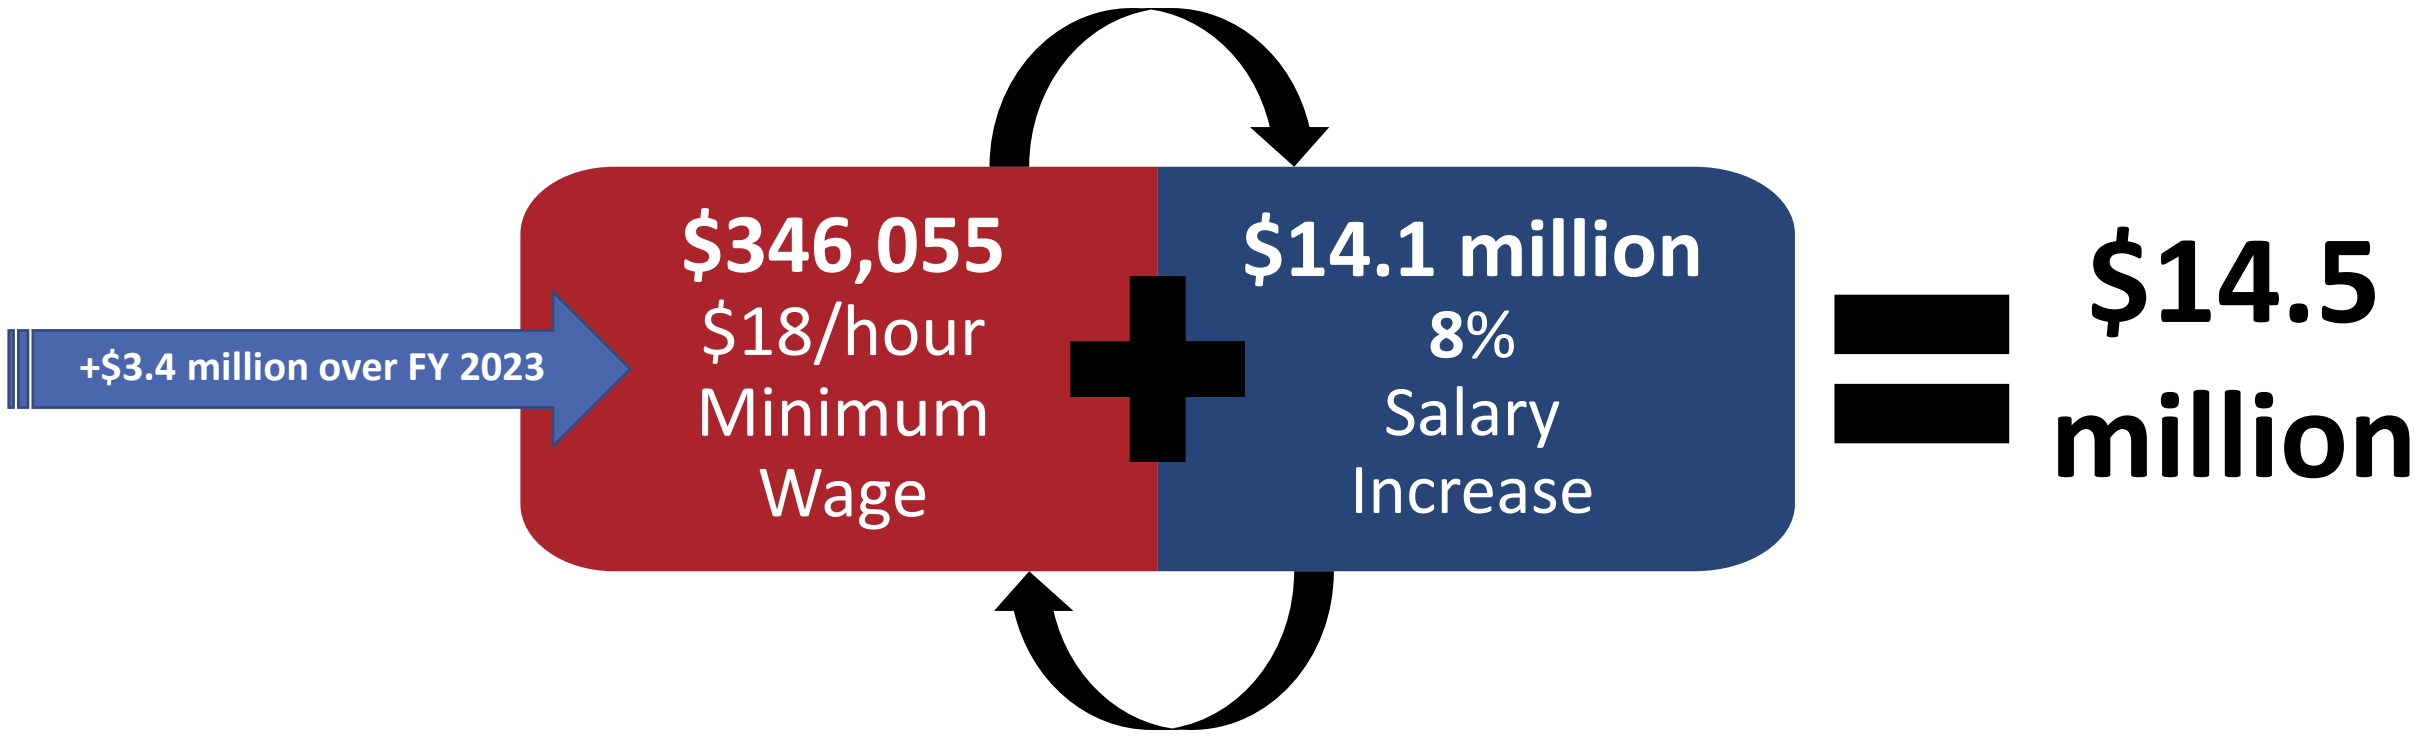 +$3.4 million over FY 2023
$346,055
$18/hour
Minimum
Wage
$14.1 million
8%
Salary
Increase
$14.5
million